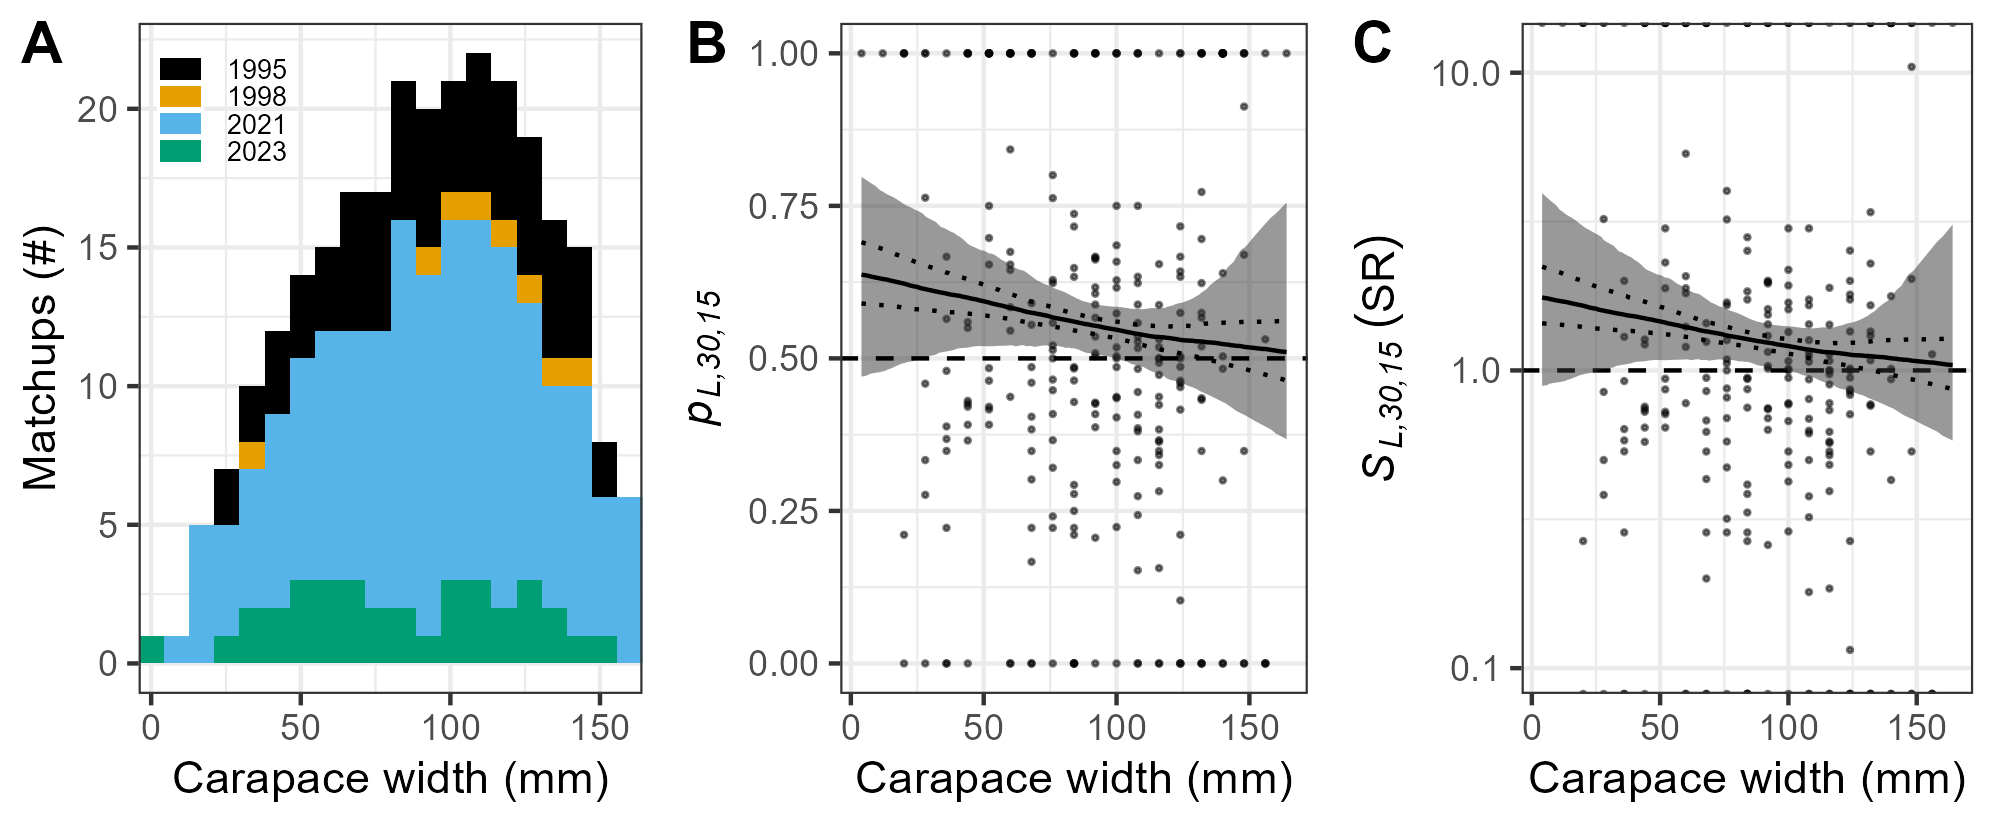 A
1995
1998
2021
2023
Matchups (#)
20
15
10
5
0
0 50 100 150
Carapace width (mm)
B
pL,30,15
1.00
0.75
0.50
0.25
0.00
0 50 100 150
Carapace width (mm)
C
SL,30,15 (SR)
10.0
1.0
0.1
0 50 100 150
Carapace width (mm)